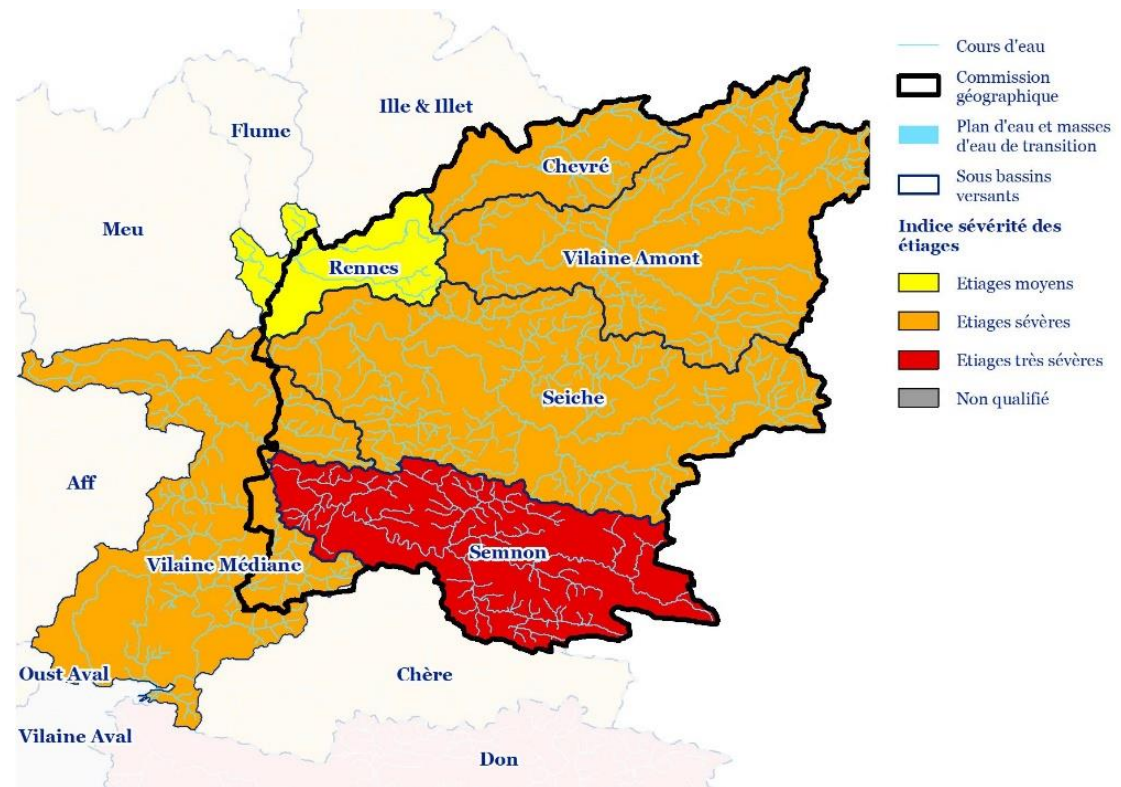 Ille & Illet
Flume
Chevré
Meu
Rennes
Vilaine Amont
Seiche
Aff
Semnon
Vilaine Médiane
Oust Aval
Chère
Vilaine Aval
Don
Cours d'eau
Commission
géographique
Plan d'eau et masses
d'eau de transition
Sous bassins
versants
Indice sévérité des
étiages
Etiages moyens
Etiages sévères
Etiages très sévères
Non qualifié